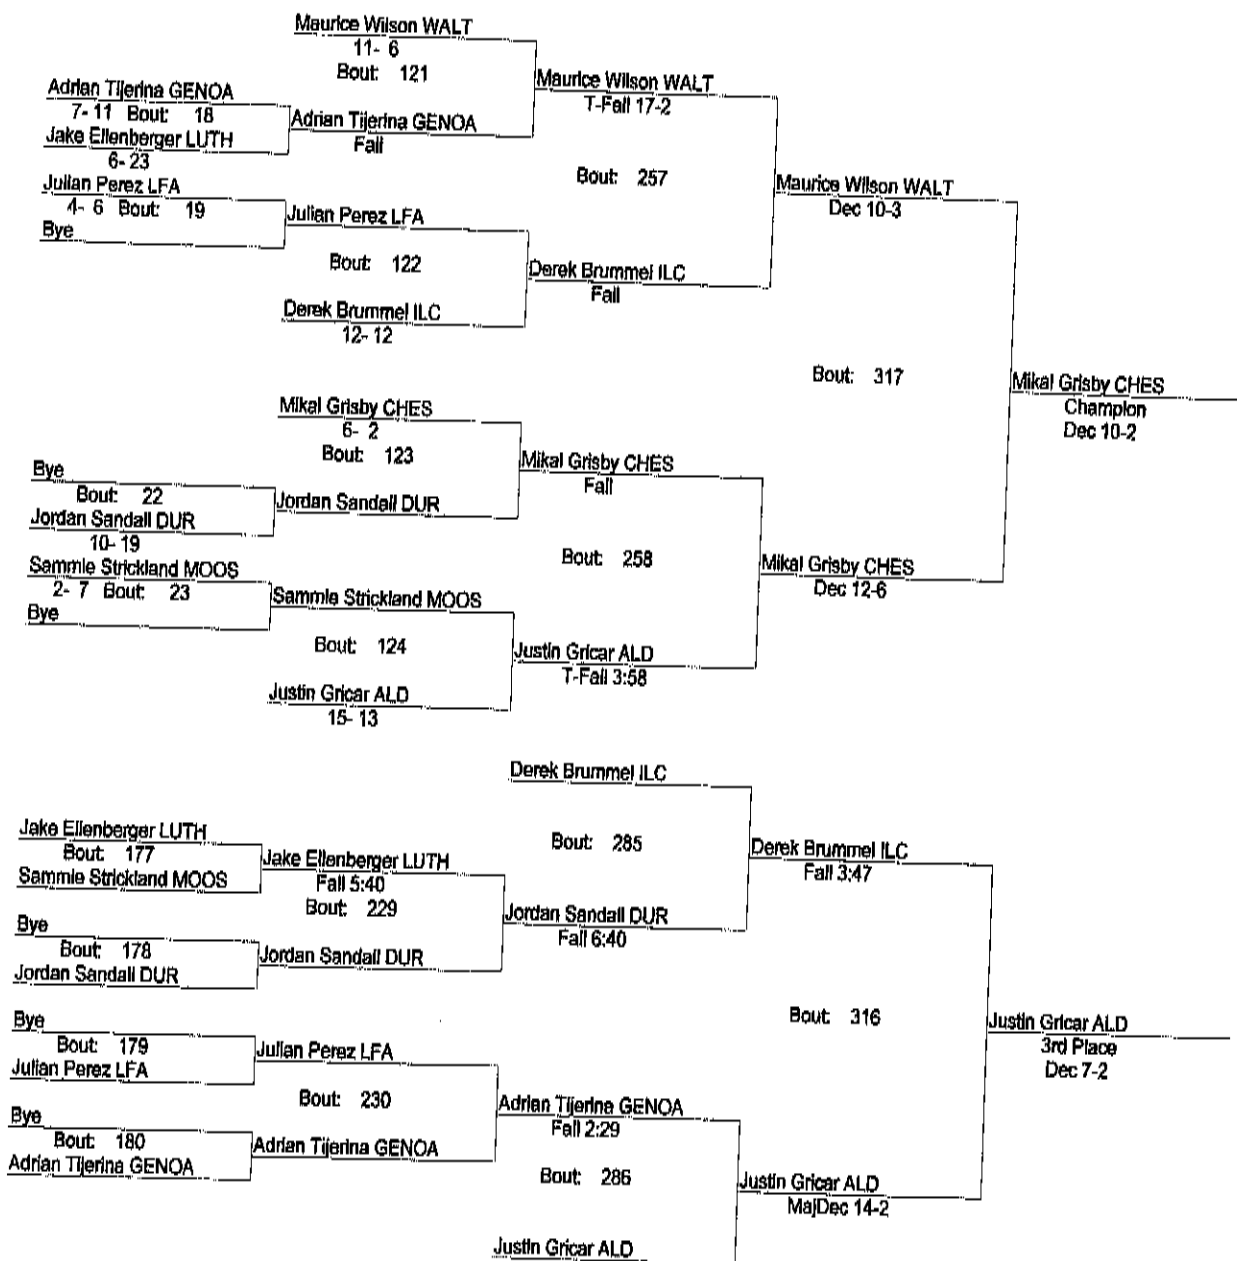 Maurice Wilson WALT
11- 6
Bout: 121
Adrian Tijerina GENOA
7- 11 Bout: 18
Jake Ellenberger LUTH
6- 23
Adrian Tijerina GENOA
Fall
Maurice Wilson WALT
T-Fall 17-2
Bout: 257
Julian Perez LFA
4- 6 Bout: 19
Bye
Julian Perez LFA
Bout: 122
Derek Brummel ILC
12- 12
Derek Brummel ILC
Fall
Maurice Wilson WALT
Dec 10-3
Bout: 317
Mikal Grisby CHES
Champion
Dec 10-2
Mikal Grisby CHES
6- 2
Bout: 123
Bye
Bout: 22
Jordan Sandall DUR
10- 19
Jordan Sandall DUR
Mikal Grisby CHES
Fall
Bout: 258
Sammie Strickland MOOS
2- 7 Bout: 23
Bye
Sammie Strickland MOOS
Bout: 124
Justin Gricar ALD
15- 13
Justin Gricar ALD
T-Fall 3:58
Mikal Grisby CHES
Dec 12-6
Derek Brummel ILC
Bout: 285
Jake Ellenberger LUTH
Bout: 177
Sammie Strickland MOOS
Jake Ellenberger LUTH
Fall 5:40
Bout: 229
Bye
Bout: 178
Jordan Sandall DUR
Jordan Sandall DUR
Jordan Sandall DUR
Fall 6:40
Derek Brummel ILC
Fall 3:47
Bout: 316
Justin Gricar ALD
3rd Place
Dec 7-2
Bye
Bout: 179
Julian Perez LFA
Julian Perez LFA
Bout: 230
Bye
Bout: 180
Adrian Tijerina GENOA
Adrian Tijerina GENOA
Adrian Tijerina GENOA
Fall 2:29
Bout: 286
Justin Gricar ALD
Justin Gricar ALD
MajDec 14-2